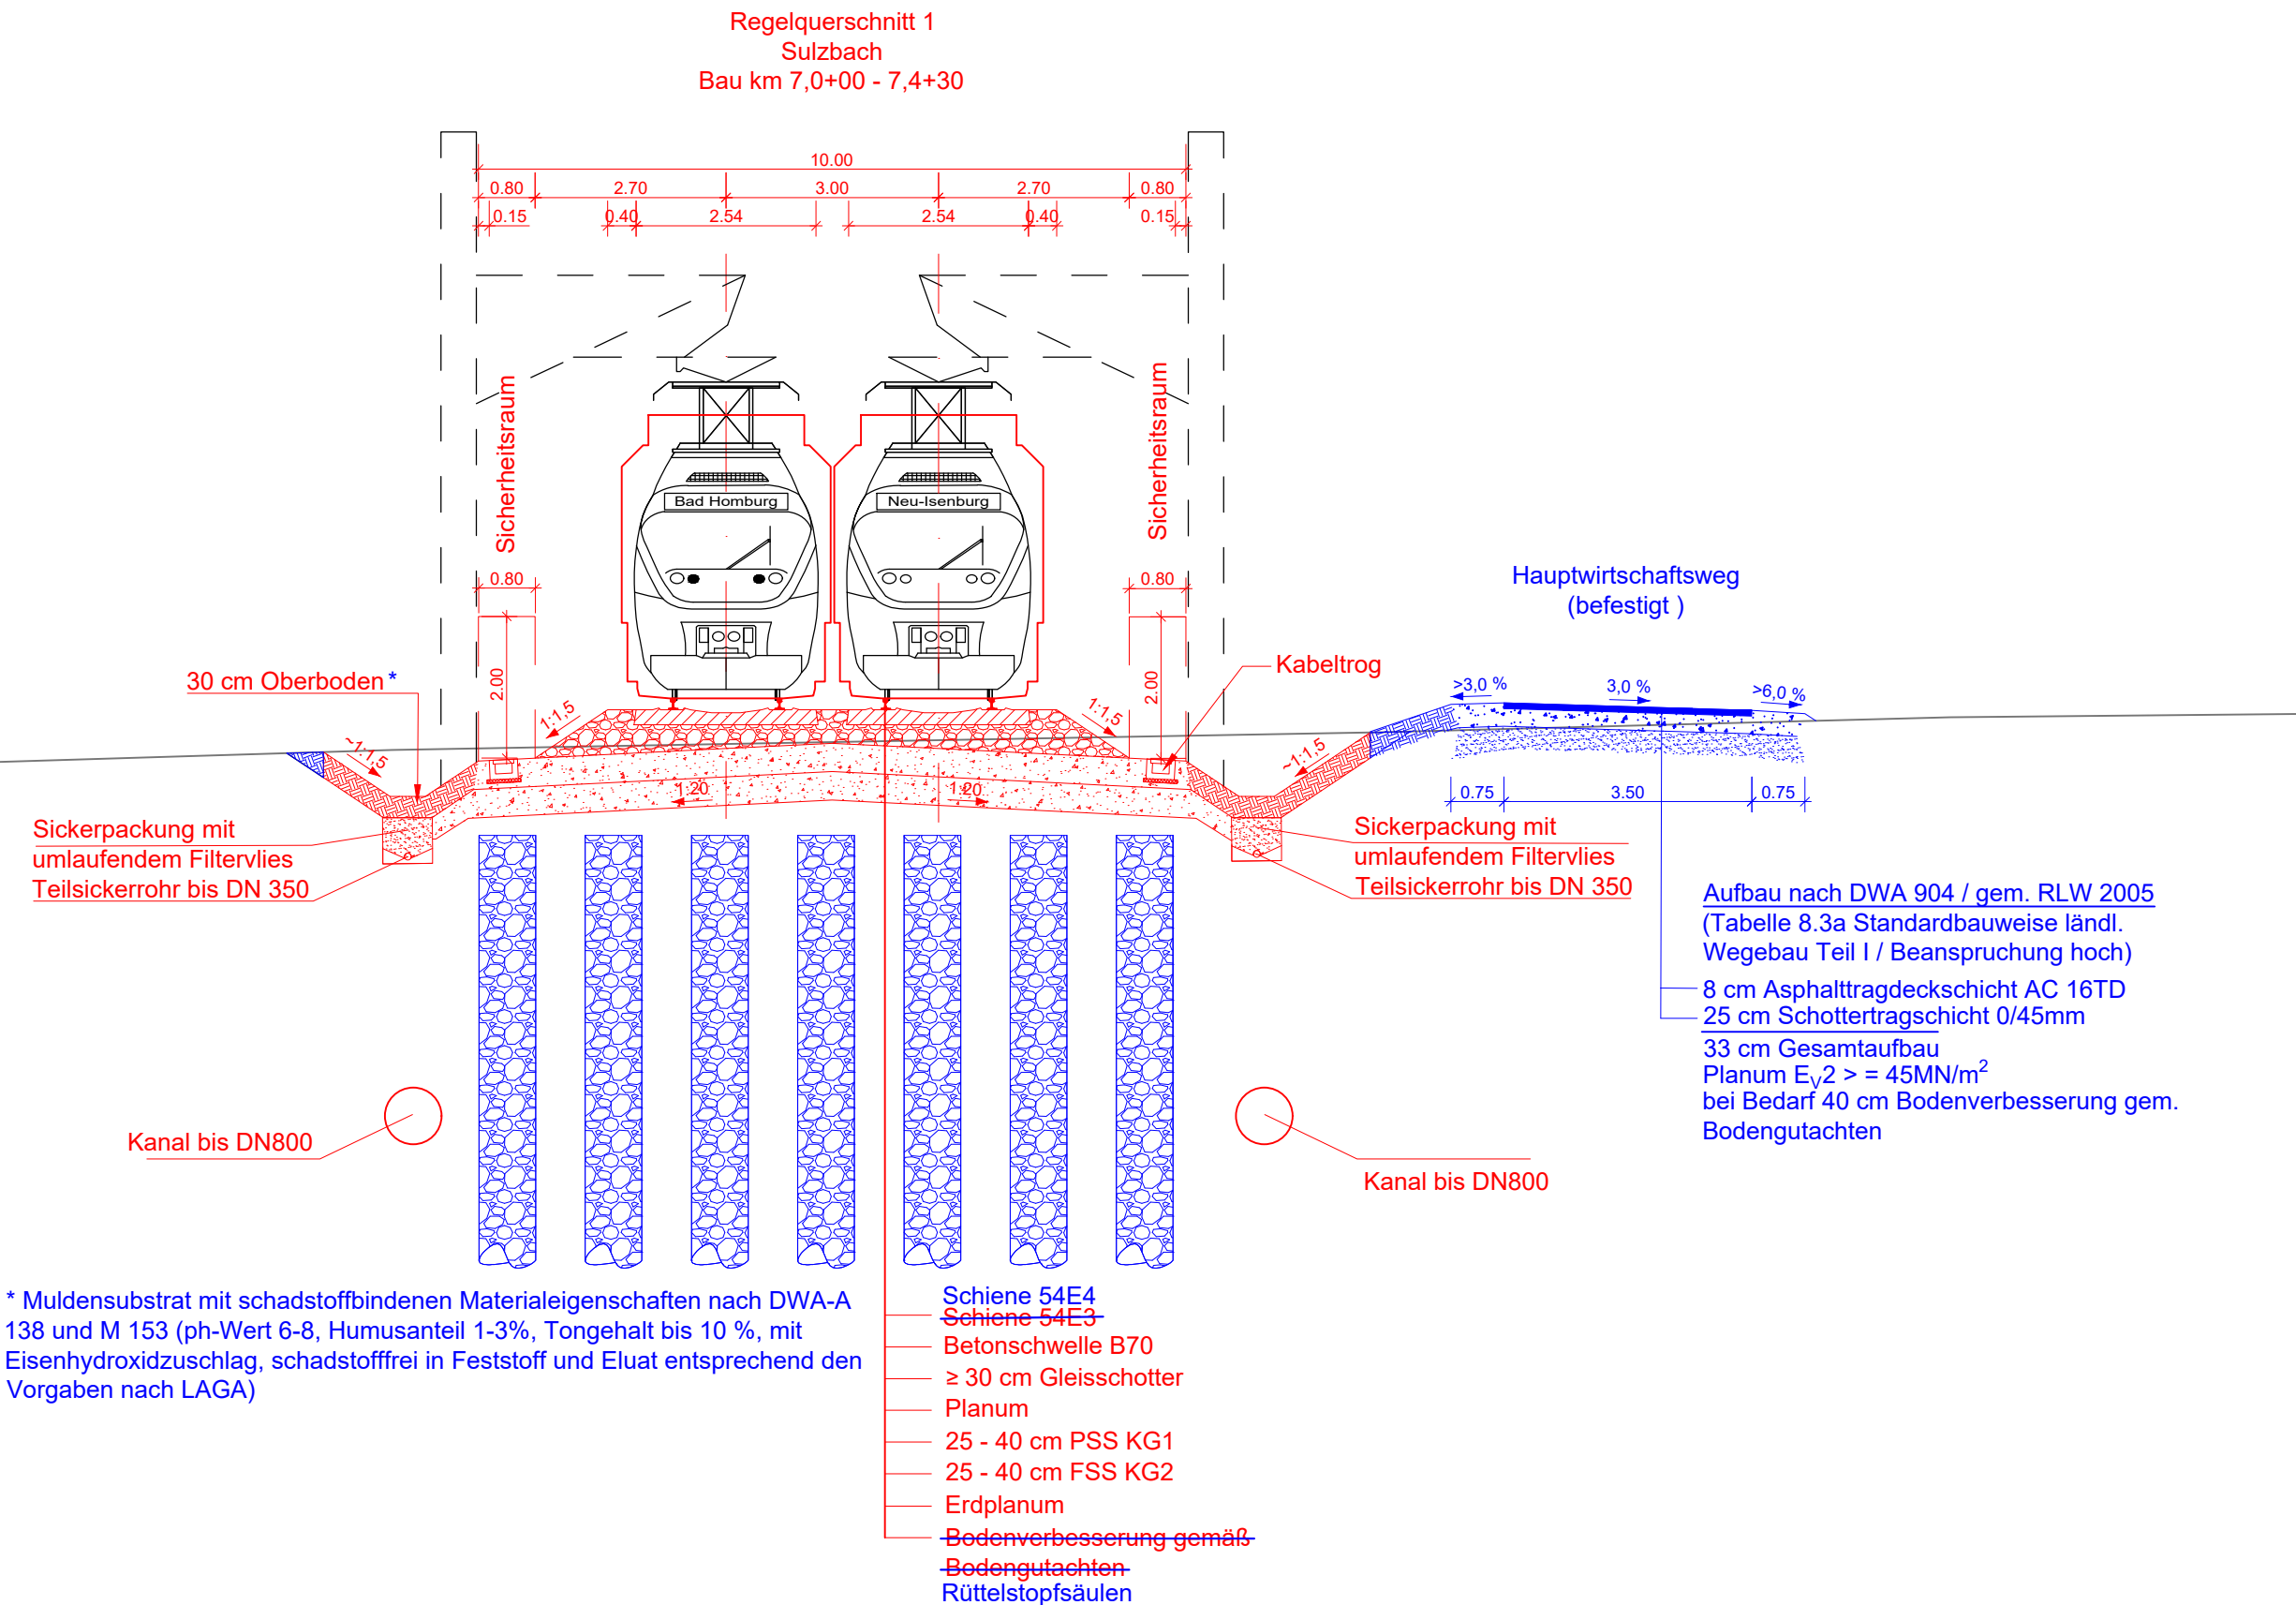 Regelquerschnitt 1
Sulzbach
Bau km 7,0+00 - 7,4+30
10.00
0.80 2.70 3.00 2.70 0.80
0.15 0.40 2.54 2.54 0.40 0.15
Sicherheitsraum
Sicherheitsraum
Bad Homburg
Neu-Isenburg
0.80
0.80
2.00
2.00
Hauptwirtschaftsweg
(befestigt )
Kabeltrog
30 cm Oberboden *
>3,0 %
3,0 %
>6,0 %
1:1,5
1:1,5
~1:1,5
~1:1,5
1:20
1:20
0.75 3.50 0.75
Sickerpackung mit
umlaufendem Filtervlies
Teilsickerrohr bis DN 350
Sickerpackung mit
umlaufendem Filtervlies
Teilsickerrohr bis DN 350
Aufbau nach DWA 904 / gem. RLW 2005
(Tabelle 8.3a Standardbauweise ländl.
Wegebau Teil I / Beanspruchung hoch)
8 cm Asphalttragdeckschicht AC 16TD
25 cm Schottertragschicht 0/45mm
33 cm Gesamtaufbau
Planum EV2 > = 45MN/m²
bei Bedarf 40 cm Bodenverbesserung gem.
Bodengutachten
Kanal bis DN800
Kanal bis DN800
* Muldensubstrat mit schadstoffbindenen Materialeigenschaften nach DWA-A
138 und M 153 (ph-Wert 6-8, Humusanteil 1-3%, Tongehalt bis 10 %, mit
Eisenhydroxidzuschlag, schadstofffrei in Feststoff und Eluat entsprechend den
Vorgaben nach LAGA)
Schiene 54E4
Schiene 54E3
Betonschwelle B70
≥ 30 cm Gleisschotter
Planum
25 - 40 cm PSS KG1
25 - 40 cm FSS KG2
Erdplanum
Bodenverbesserung gemäß
Bodengutachten
Rüttelstopfsäulen